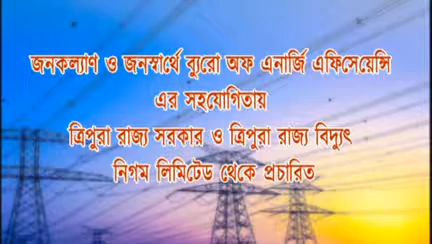 জনকল্যাণ ও জনস্বার্থে ব্যুরো অফ এনার্জি এফিসেয়েন্সি
এর সহযোগিতায়
ত্রিপুরা রাজ্য সরকার ও ত্রিপুরা রাজ্য বিদ্যুৎ
নিগম লিমিটেড থেকে প্রচারিত